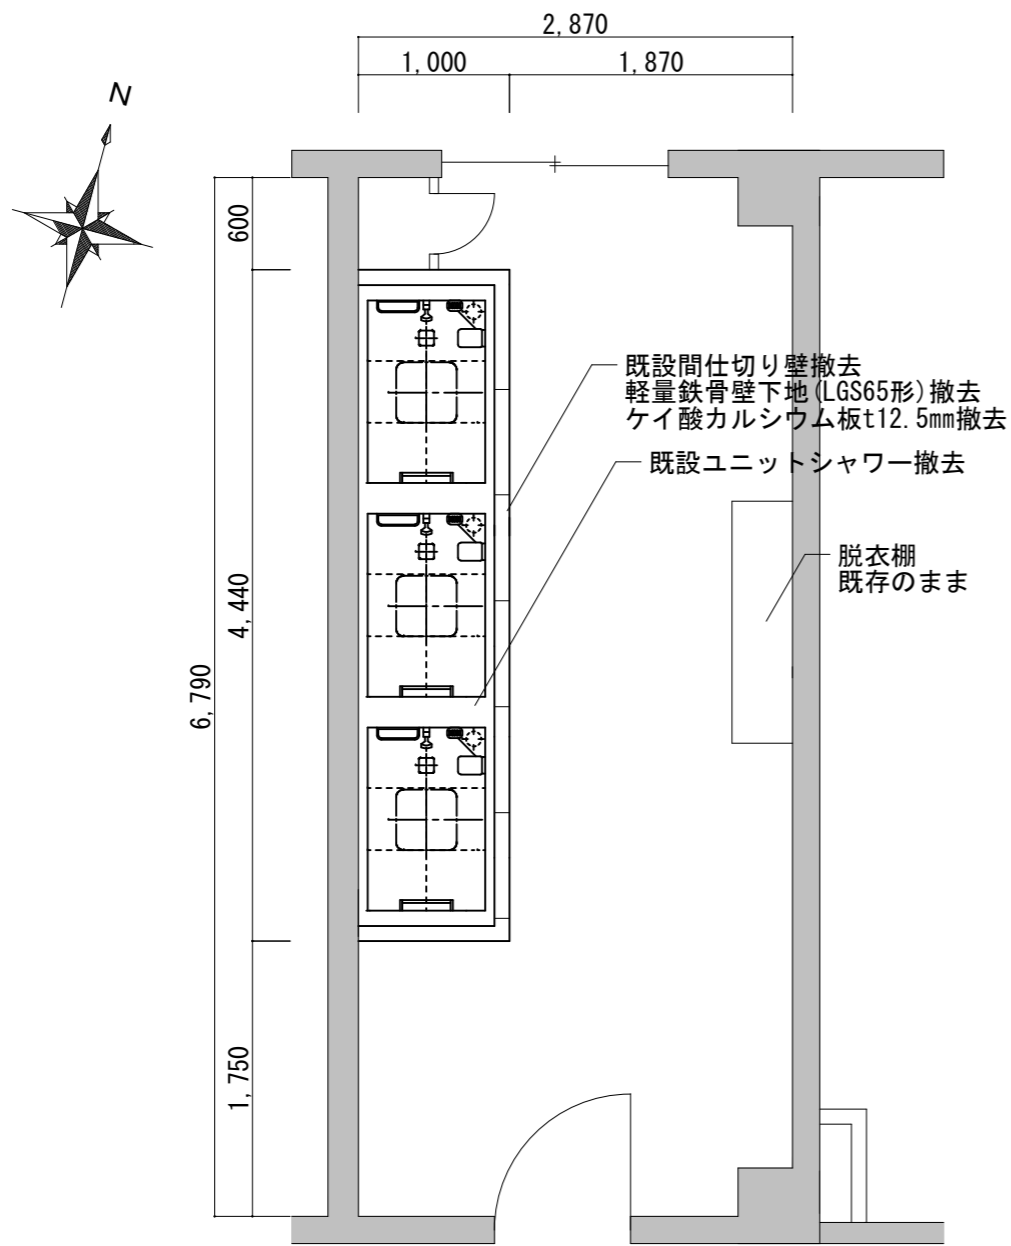 2,870
1,000
1,870
N
600
既設間仕切り壁撤去
軽量鉄骨壁下地(LGS65形)撤去
ケイ酸カルシウム板t12.5mm撤去
既設ユニットシャワー撤去
脱衣棚
既存のまま
4,440
6,790
1,750